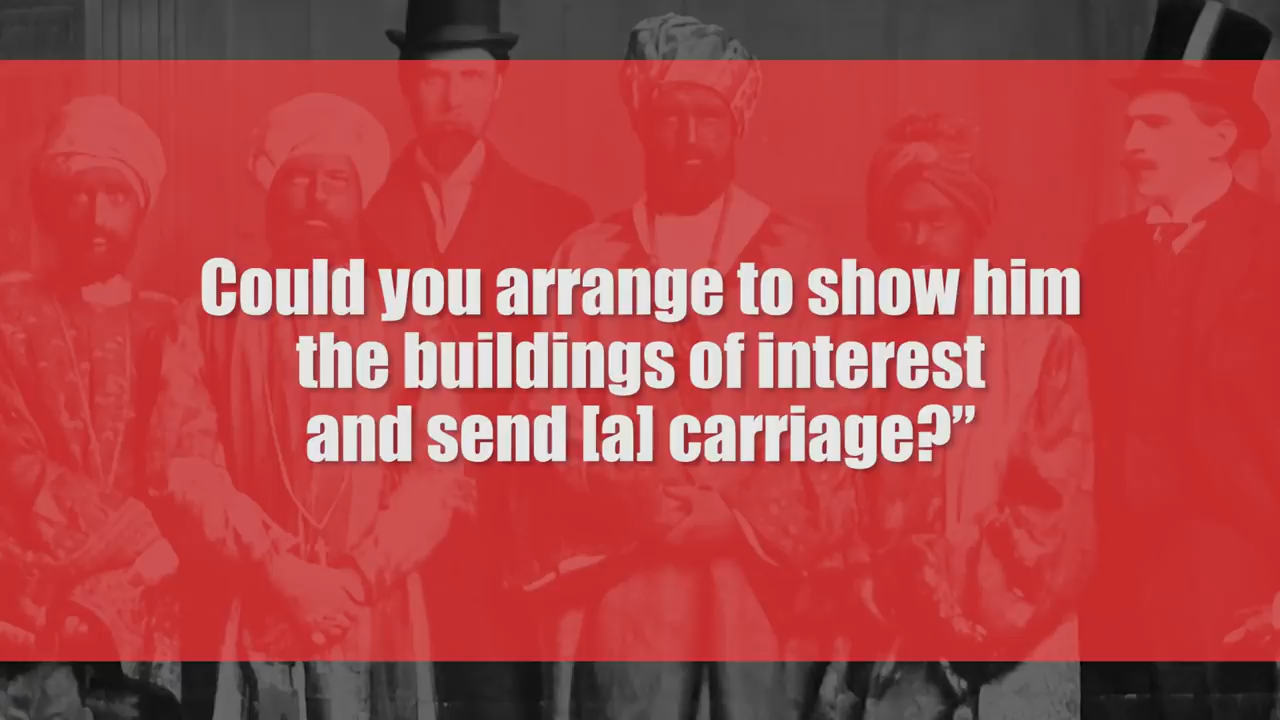 Could you arrange to show him
the buildings of interest
and send [a] carriage?”